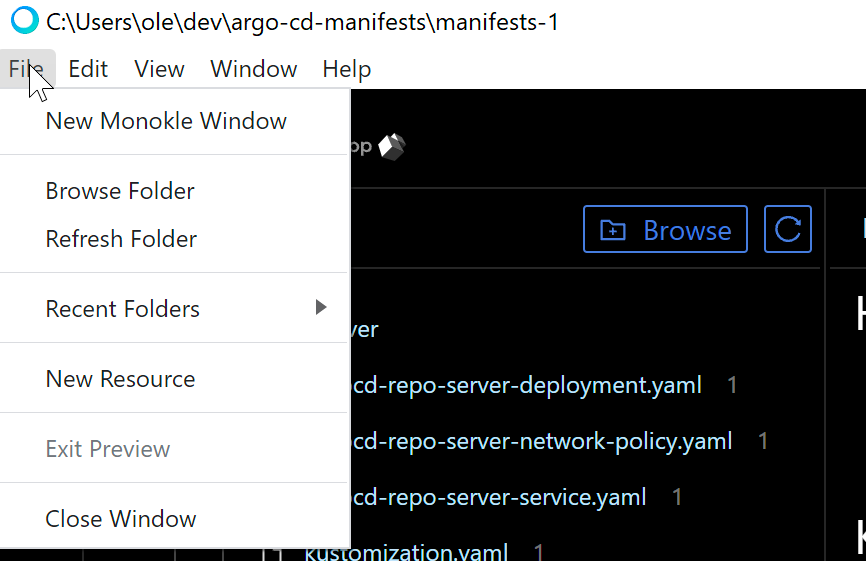 C:\Users\ole\dev\argo-cd-manifests\manifests-1
File Edit View Window Help
New Monokle Window
pp
Browse Folder
Refresh Folder
Browse
Recent Folders
ver
New Resource
cd-repo-server-deployment.yaml 1
Exit Preview
cd-repo-server-network-policy.yaml 1
cd-repo-server-service.yaml 1
Close Window
kustomization.yaml 1